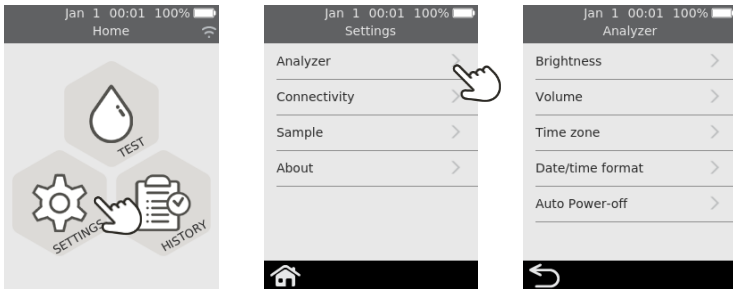 Jan 1 00:01 100%
Home
TEST
SETTINGS
HISTORY
Jan 1 00:01 100%
Settings
Analyzer
Connectivity
Sample
About
Jan 1 00:01 100%
Analyzer
Brightness
Volume
Time zone
Date/time format
Auto Power-off